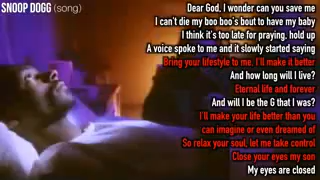 SNOOP DOGG (song)
Dear God, I wonder can you save me
I can't die my boo boo's bout to have my baby
I think it's too late for praying, hold up
A voice spoke to me and it slowly started saying
Bring your lifestyle to me, I'll make it better
And how long will I live?
Eternal life and forever
And will I be the G that I was?
I'll make your life better than you
can imagine or even dreamed of
So relax your soul, let me take control
Close your eyes my son
My eyes are closed